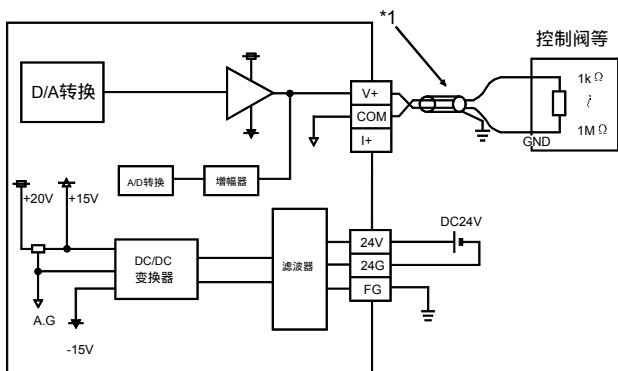 *1
控制阀等
D/A转换
V+
COM
I+
1kΩ
≀
1MΩ
GND
A/D转换
增幅器
+20V
+15V
DC/DC
变换器
滤波器
24V
24G
FG
DC24V
A.G
-15V